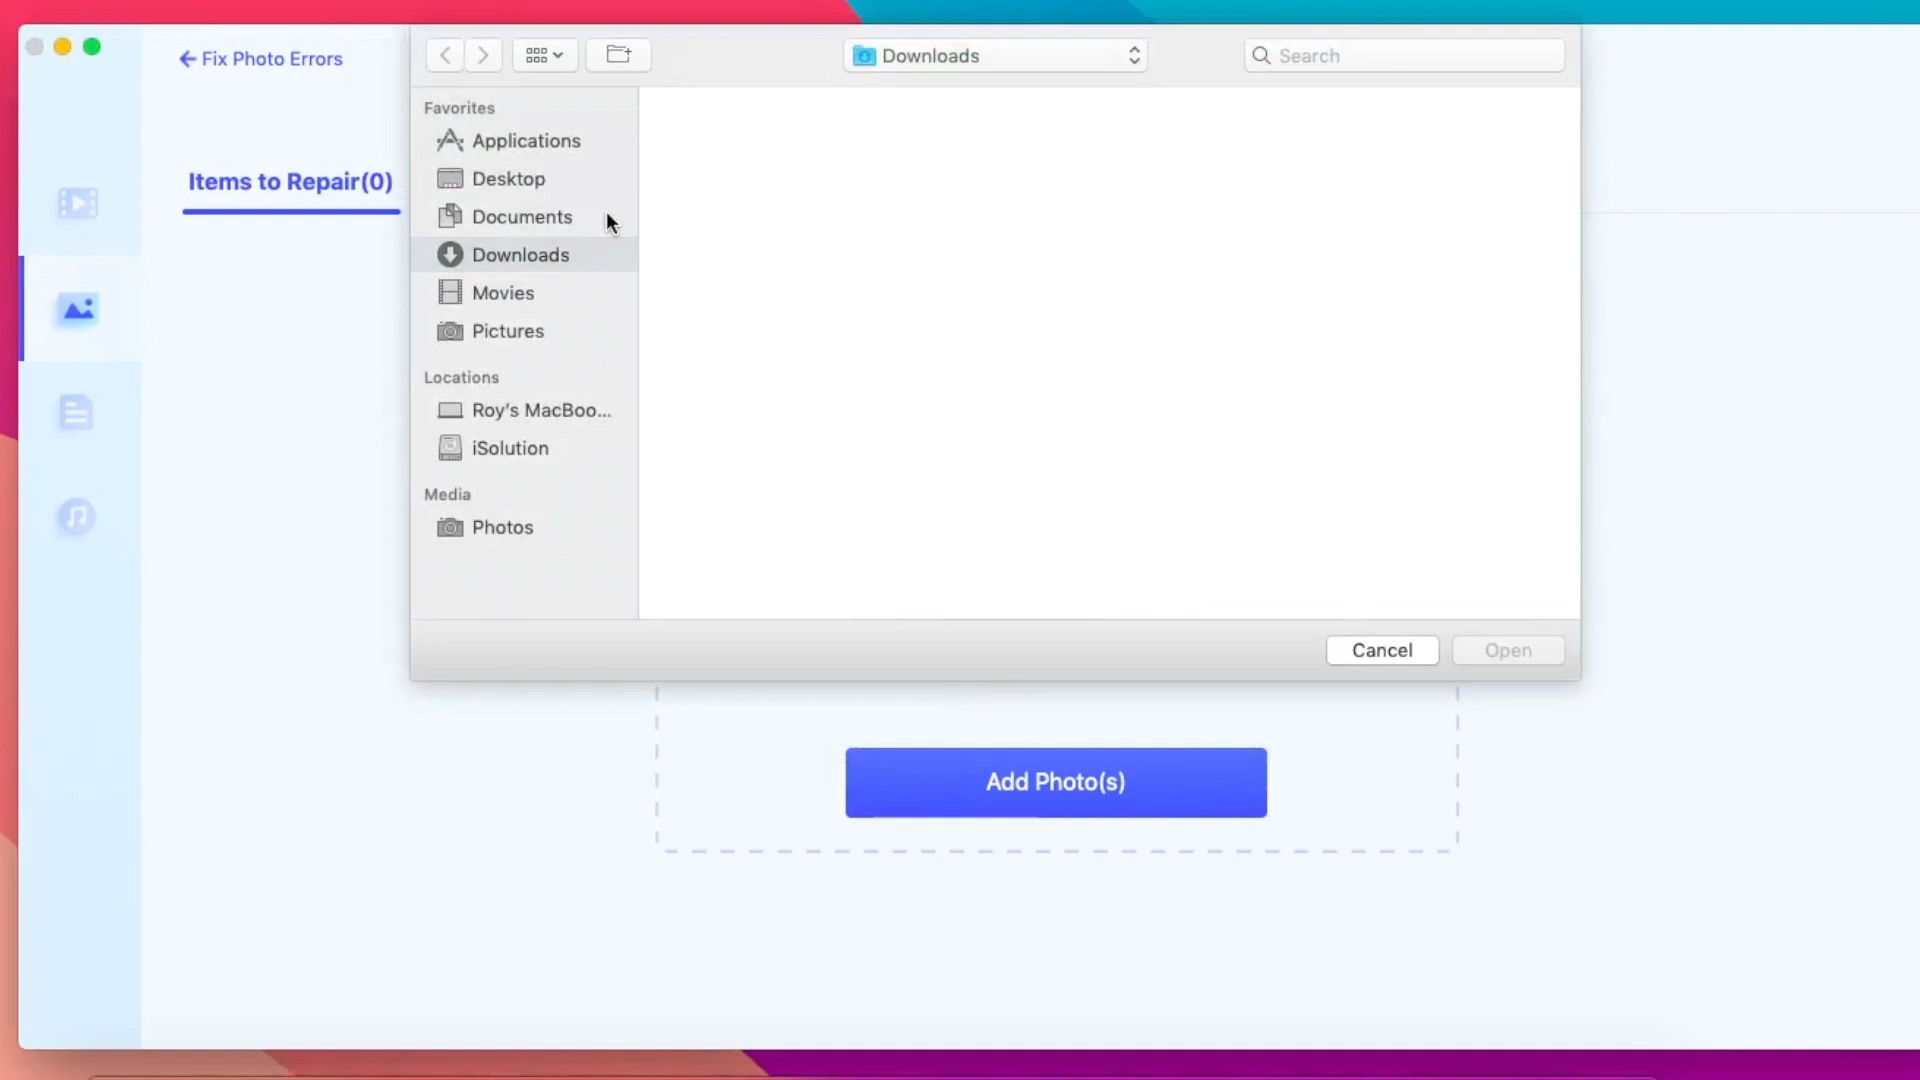 Fix Photo Errors
Downloads
Search
Items to Repair(0)
Favorites
Applications
Desktop
Documents
Downloads
Movies
Pictures
Locations
Roy's MacBoo...
iSolution
Media
Photos
Cancel
Open
Add Photo(s)